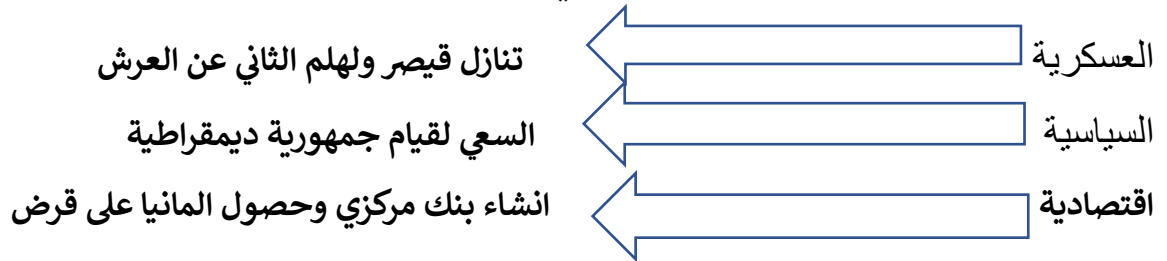 العسكرية تنازل قيصر ولهلم الثاني عن العرش
السياسية السعي لقيام جمهورية ديمقراطية
اقتصادية انشاء بنك مركزي وحصول المانيا على قرض